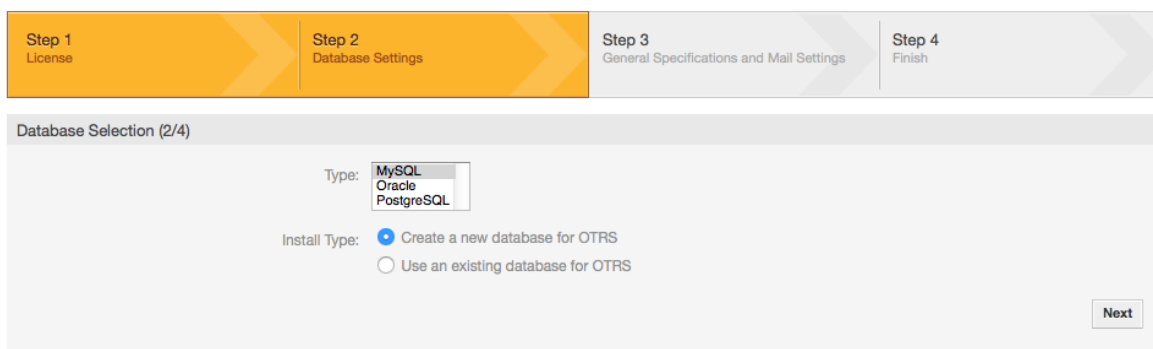 Step 1
License
Step 2
Database Settings
Step 3
General Specifications and Mail Settings
Step 4
Finish
Database Selection (2/4)
Type:
MySQL
Oracle
PostgreSQL
Install Type:
Create a new database for OTRS
Use an existing database for OTRS
Next